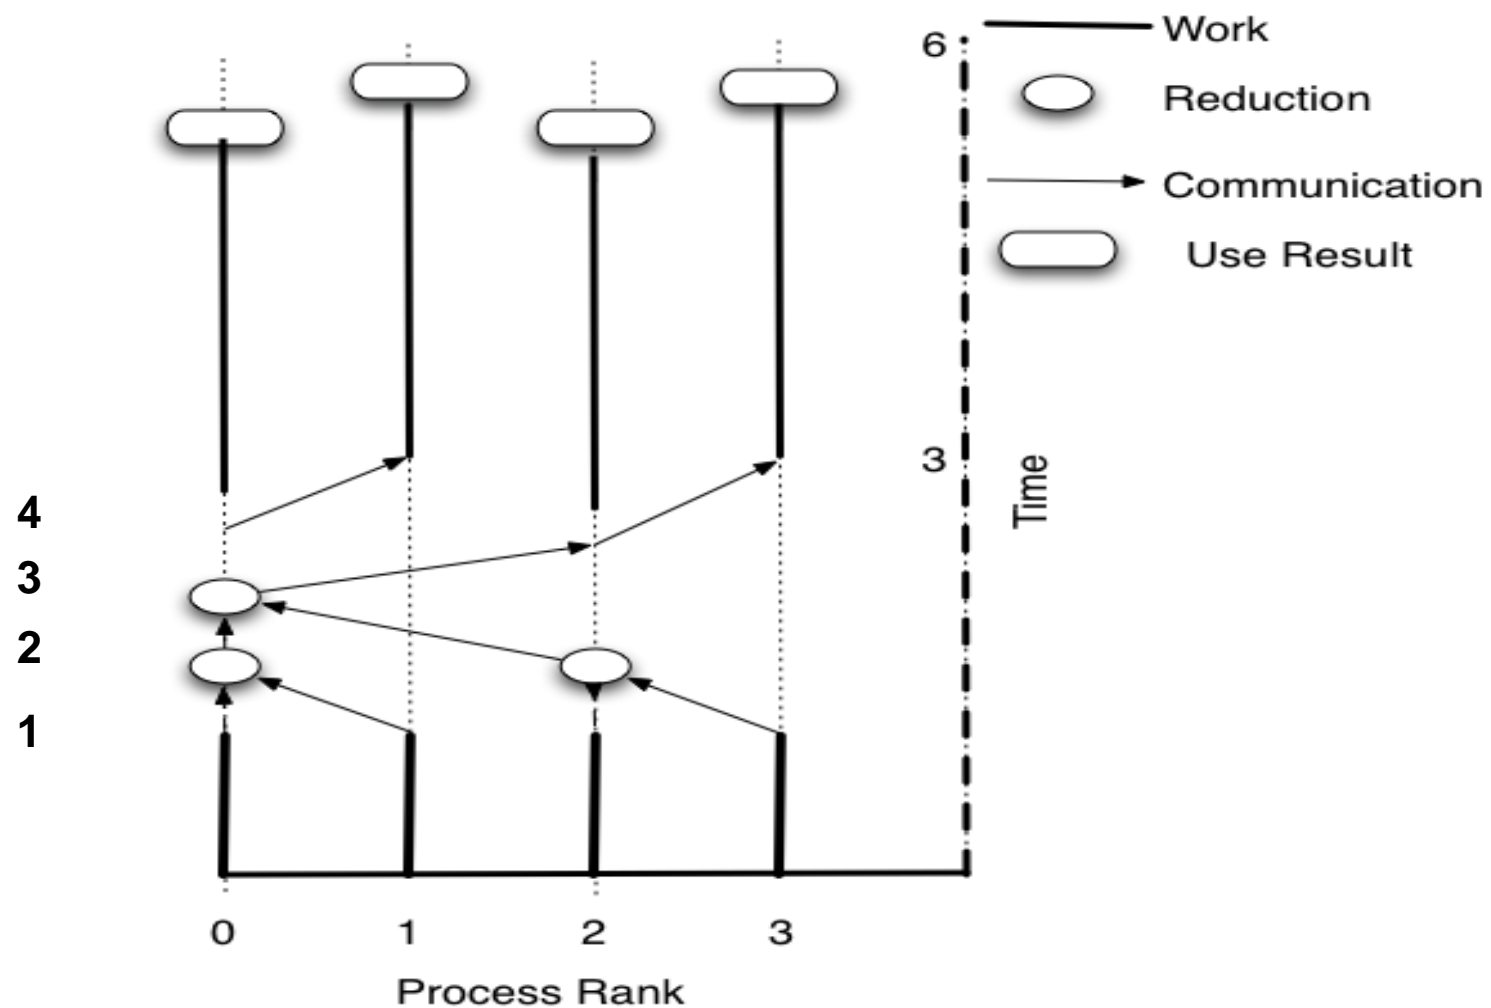 6
Work
Reduction
Communication
Use Result
3
Time
4
3
2
1
0 1 2 3
Process Rank